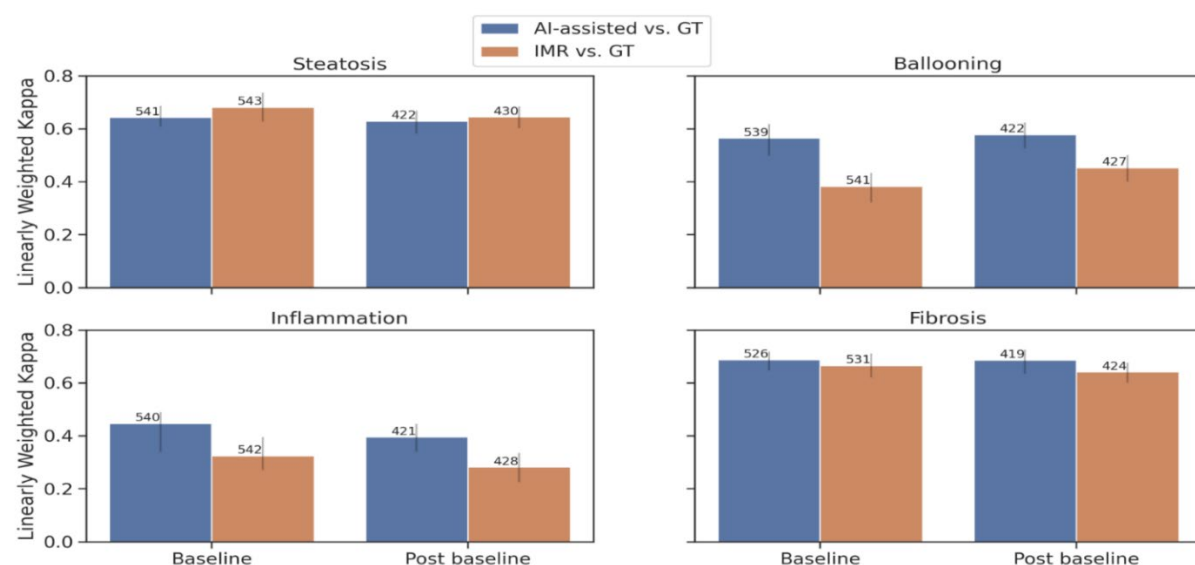 AI-assisted vs. GT
IMR vs. GT
Steatosis
Linearly Weighted Kappa
0.8
0.6
0.4
0.2
0.0
541
543
422
430
Ballooning
539
541
422
427
Inflammation
Linearly Weighted Kappa
0.8
0.6
0.4
0.2
0.0
540
542
421
428
Baseline
Post baseline
Fibrosis
526
531
419
424
Baseline
Post baseline